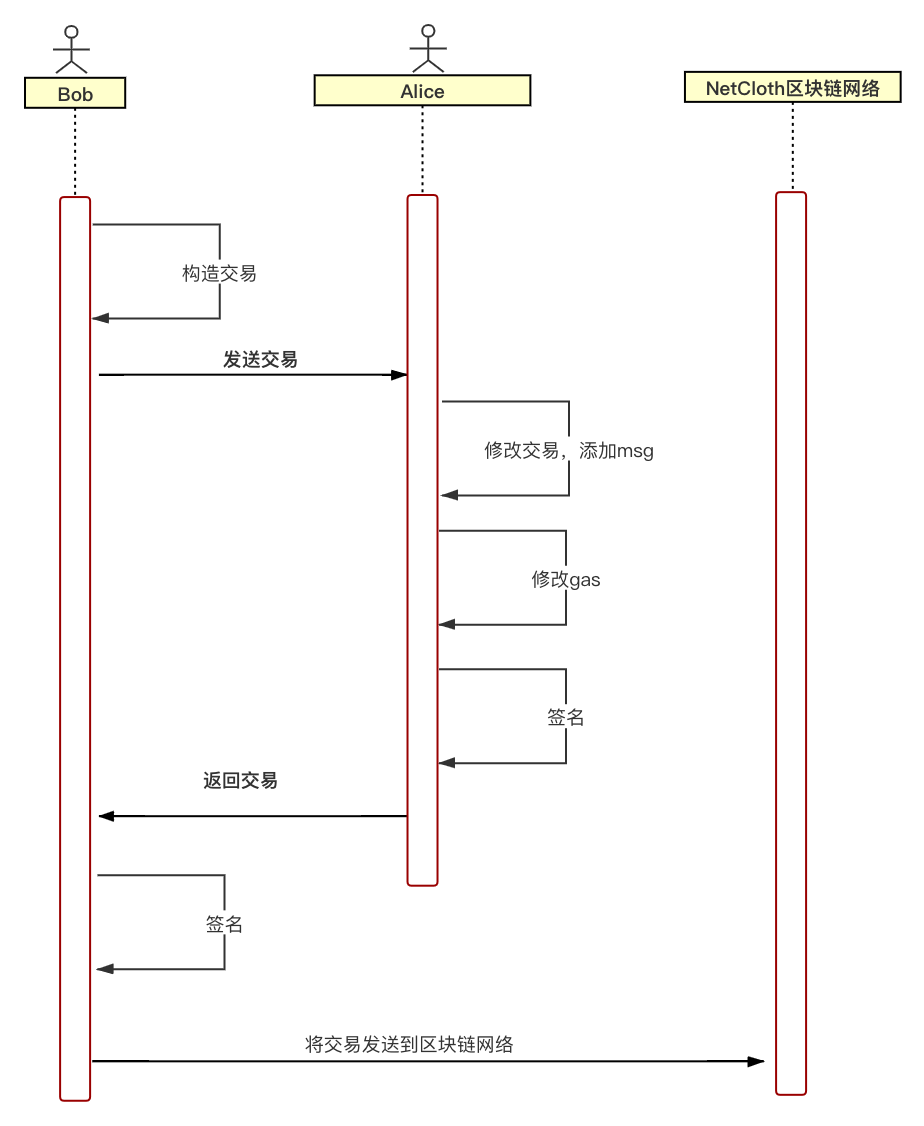 Bob
Alice
NetCloth区块链网络
构造交易
发送交易
修改交易，添加msg
修改gas
签名
返回交易
签名
将交易发送到区块链网络